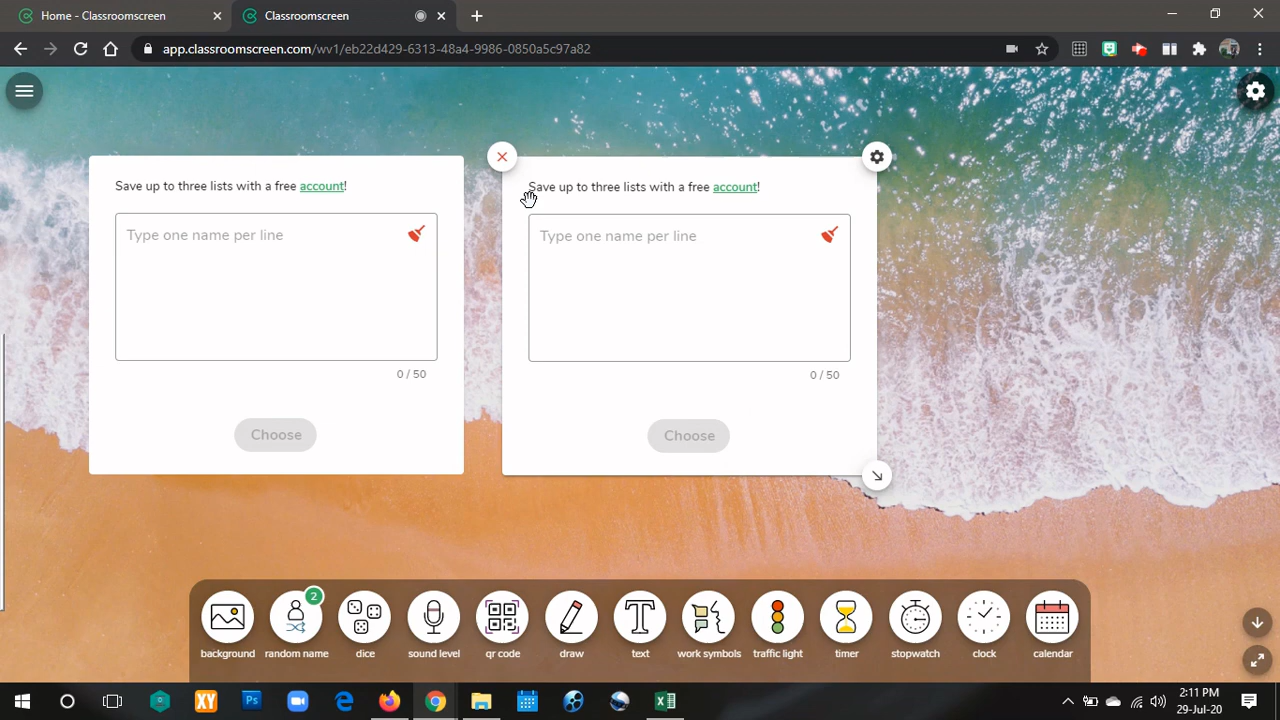 Home - Classroomscreen
Classroomscreen
app.classroomscreen.com/wv1/eb22d429-6313-48a4-9986-0850a5c97a82
Save up to three lists with a free account!
Type one name per line
0 / 50
Choose
Save up to three lists with a free account!
Type one name per line
0 / 50
Choose
2
background
random name
dice
sound level
qr code
draw
T
text
work symbols
traffic light
timer
stopwatch
clock
calendar
XY
Ps
2:11 PM
29-Jul-20